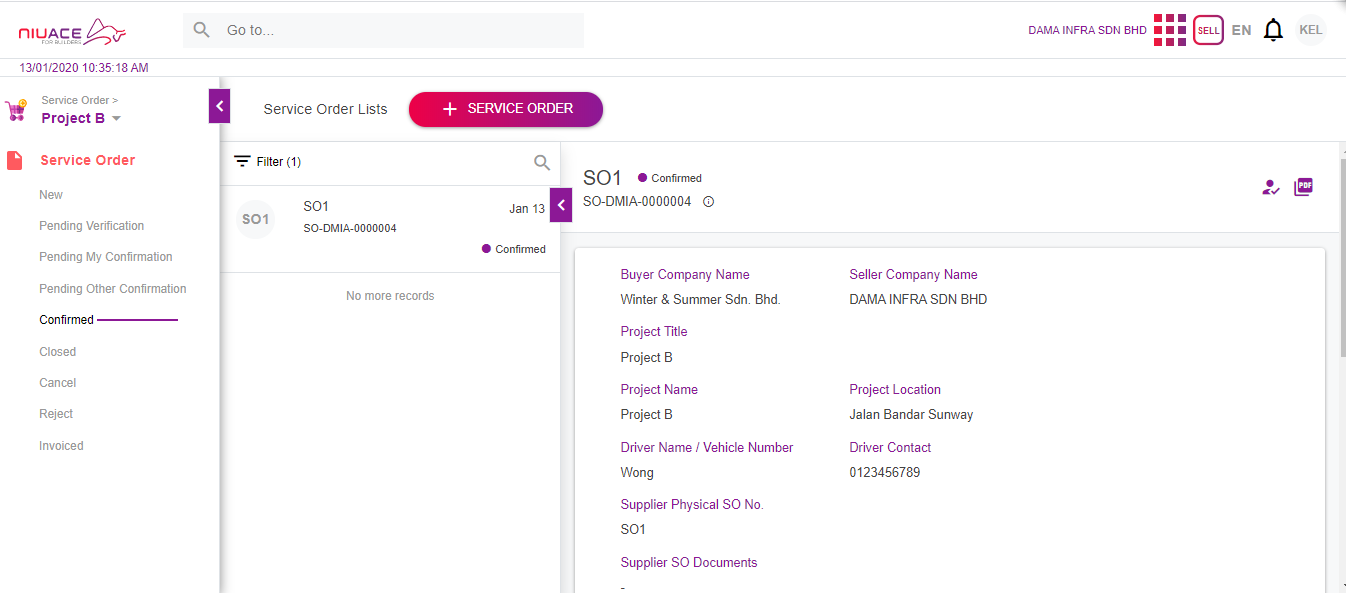 NIUACE
FOR BUILDERS
Go to...
DAMA INFRA SDN BHD
SELL
EN
KEL
13/01/2020 10:35:18 AM
Service Order >
Project B
Service Order Lists
+ SERVICE ORDER
Service Order
New
Pending Verification
Pending My Confirmation
Pending Other Confirmation
Confirmed
Closed
Cancel
Reject
Invoiced
Filter (1)
SO1
SO1
Jan 13
SO-DMIA-0000004
Confirmed
No more records
SO1
Confirmed
SO-DMIA-0000004
PDF
Buyer Company Name
Seller Company Name
Winter & Summer Sdn. Bhd.
DAMA INFRA SDN BHD
Project Title
Project B
Project Name
Project Location
Project B
Jalan Bandar Sunway
Driver Name / Vehicle Number
Driver Contact
Wong
0123456789
Supplier Physical SO No.
SO1
Supplier SO Documents
-